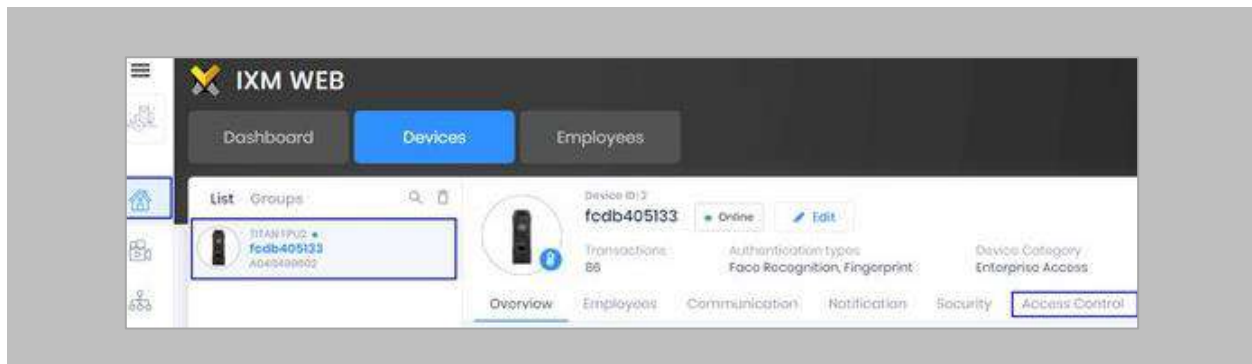 IXM WEB
Dashboard Devices Employees
List Groups
TITAN FPU2
fcdb405133
Device ID: 2
fcdb405133 Online Edit
Transactions Authentication types Device Category
86 Face Recognition, Fingerprint Enterprise Access
Overview Employees Communication Notification Security Access Control